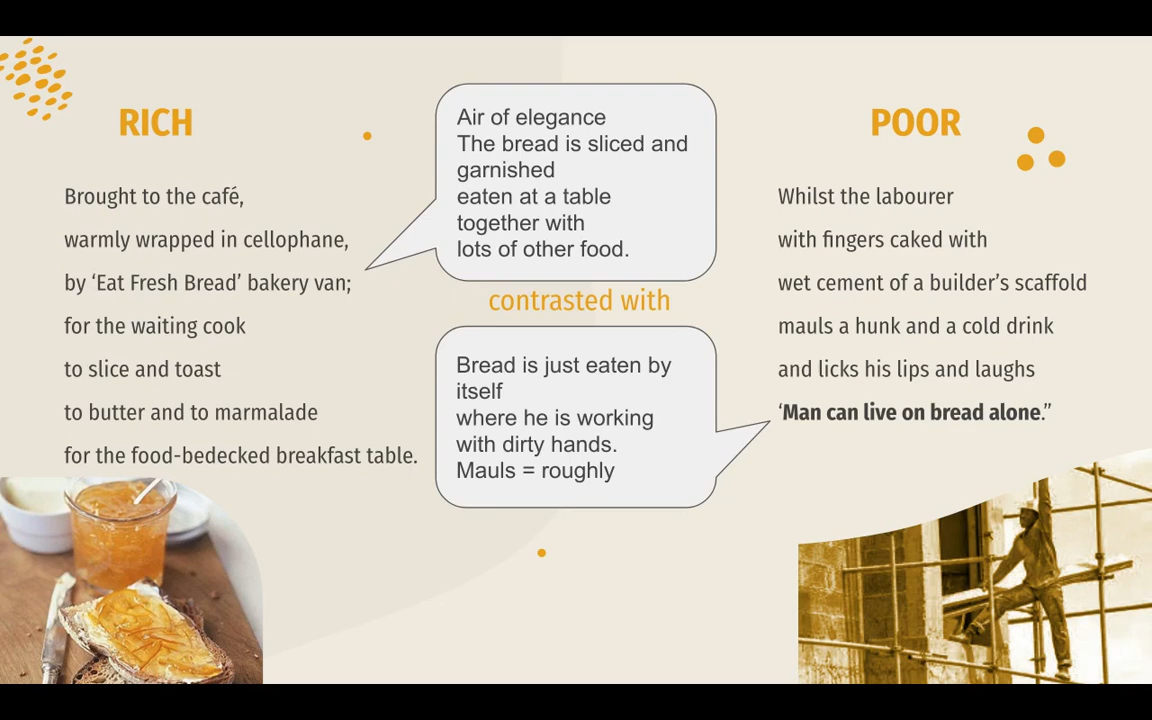 RICH
Brought to the café,
warmly wrapped in cellophane,
by ‘Eat Fresh Bread’ bakery van;
for the waiting cook
to slice and toast
to butter and to marmalade
for the food-bedecked breakfast table.
Air of elegance
The bread is sliced and
garnished
eaten at a table
together with
lots of other food.
contrasted with
Bread is just eaten by
itself
where he is working
with dirty hands.
Mauls = roughly
POOR
Whilst the labourer
with fingers caked with
wet cement of a builder’s scaffold
mauls a hunk and a cold drink
and licks his lips and laughs
‘Man can live on bread alone.”